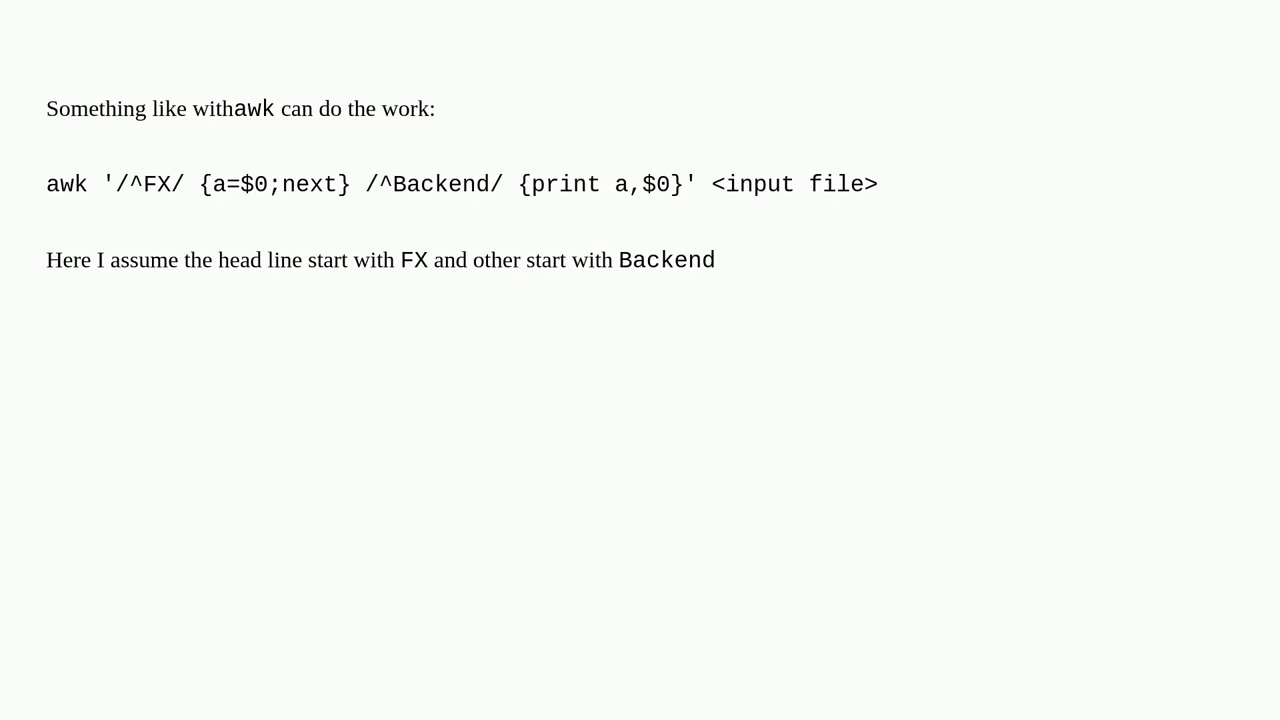 Something like withawk can do the work:
awk '/^FX/ {a=$0;next} /^Backend/ {print a,$0}' <input file>
Here I assume the head line start with FX and other start with Backend